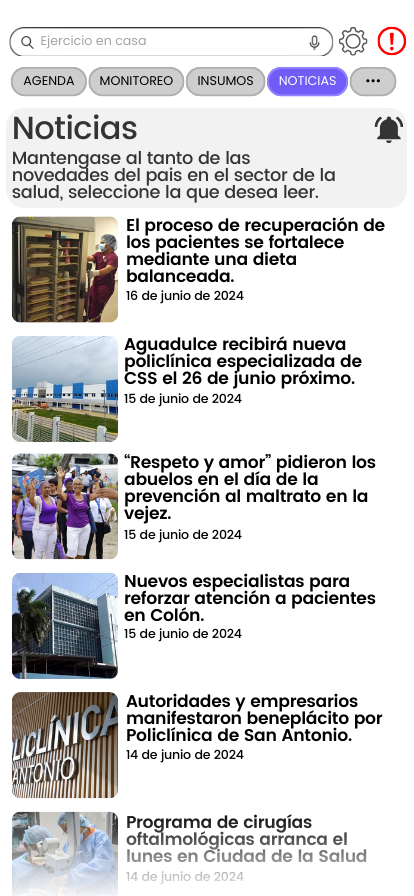 Ejercicio en casa
AGENDA MONITOREO INSUMOS NOTICIAS •••
Noticias
Mantengase al tanto de las
novedades del pais en el sector de la
salud, seleccione la que desea leer.
El proceso de recuperación de
los pacientes se fortalece
mediante una dieta
balanceada.
16 de junio de 2024
Aguadulce recibirá nueva
policlínica especializada de
CSS el 26 de junio próximo.
15 de junio de 2024
“Respeto y amor” pidieron los
abuelos en el día de la
prevención al maltrato en la
vejez.
15 de junio de 2024
Nuevos especialistas para
reforzar atención a pacientes
en Colón.
15 de junio de 2024
LICLÍNICA
ANTONIO
Autoridades y empresarios
manifestaron beneplácito por
Policlínica de San Antonio.
14 de junio de 2024
Programa de cirugías
oftalmológicas arranca el
lunes en Ciudad de la Salud
14 de junio de 2024